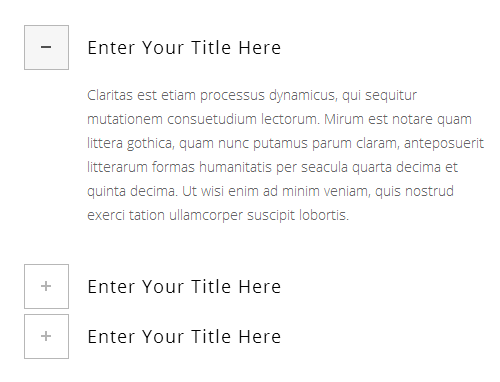 Enter Your Title Here
Claritas est etiam processus dynamicus, qui sequitur
mutationem consuetudium lectorum. Mirum est notare quam
littera gothica, quam nunc putamus parum claram, anteposuerit
litterarum formas humanitatis per seacula quarta decima et
quinta decima. Ut wisi enim ad minim veniam, quis nostrud
exerci tation ullamcorper suscipit lobortis.
Enter Your Title Here
Enter Your Title Here